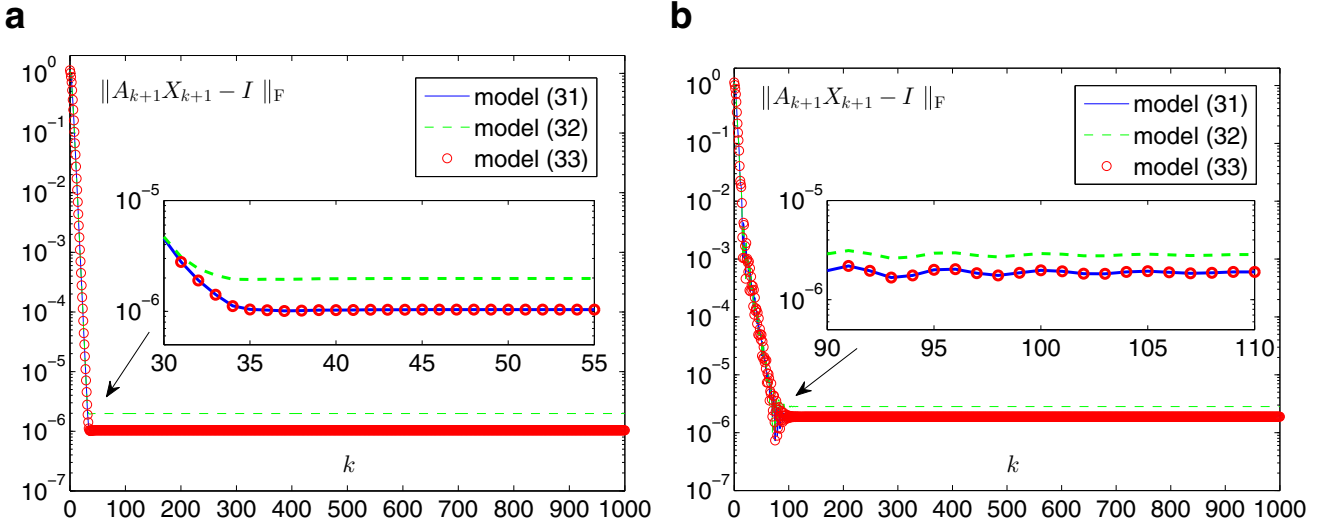 a
10^0
10^-1
10^-2
10^-3
10^-4
10^-5
10^-6
10^-7
‖A_{k+1}X_{k+1} − I ‖_F
model (31)
model (32)
model (33)
10^-5
10^-6
30 35 40 45 50 55
k
0 100 200 300 400 500 600 700 800 900 1000
b
10^0
10^-1
10^-2
10^-3
10^-4
10^-5
10^-6
10^-7
‖A_{k+1}X_{k+1} − I ‖_F
model (31)
model (32)
model (33)
10^-5
10^-6
90 95 100 105 110
k
0 100 200 300 400 500 600 700 800 900 1000